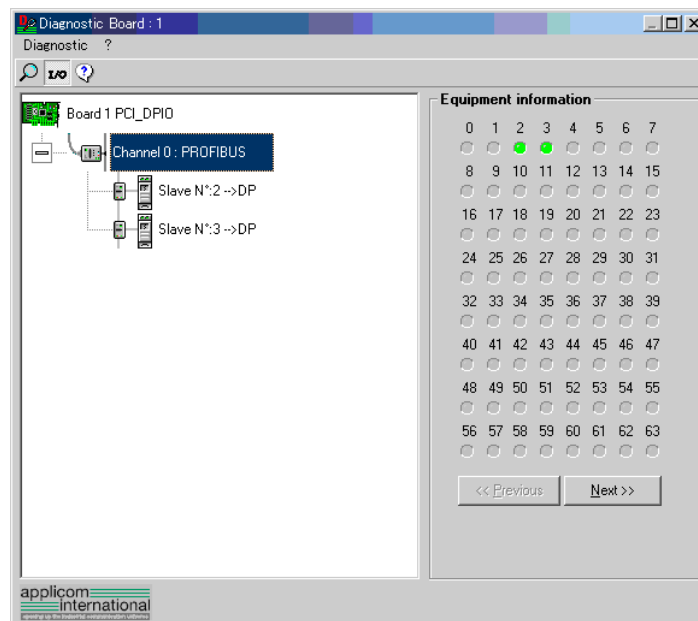 Diagnostic Board : 1
Diagnostic ?
I/O
Board 1 PCI_DPIO
Channel 0 : PROFIBUS
Slave N°:2 -->DP
Slave N°:3 -->DP
Equipment information
0 1 2 3 4 5 6 7
8 9 10 11 12 13 14 15
16 17 18 19 20 21 22 23
24 25 26 27 28 29 30 31
32 33 34 35 36 37 38 39
40 41 42 43 44 45 46 47
48 49 50 51 52 53 54 55
56 57 58 59 60 61 62 63
<< Previous Next >>
applicom
international